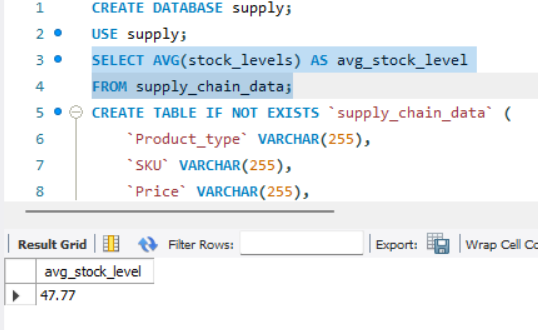 1 CREATE DATABASE supply;
2 USE supply;
3 SELECT AVG(stock_levels) AS avg_stock_level
4 FROM supply_chain_data;
5 CREATE TABLE IF NOT EXISTS `supply_chain_data` (
6 `Product_type` VARCHAR(255),
7 `SKU` VARCHAR(255),
8 `Price` VARCHAR(255),
Result Grid Filter Rows: Export: Wrap Cell Co
avg_stock_level
47.77